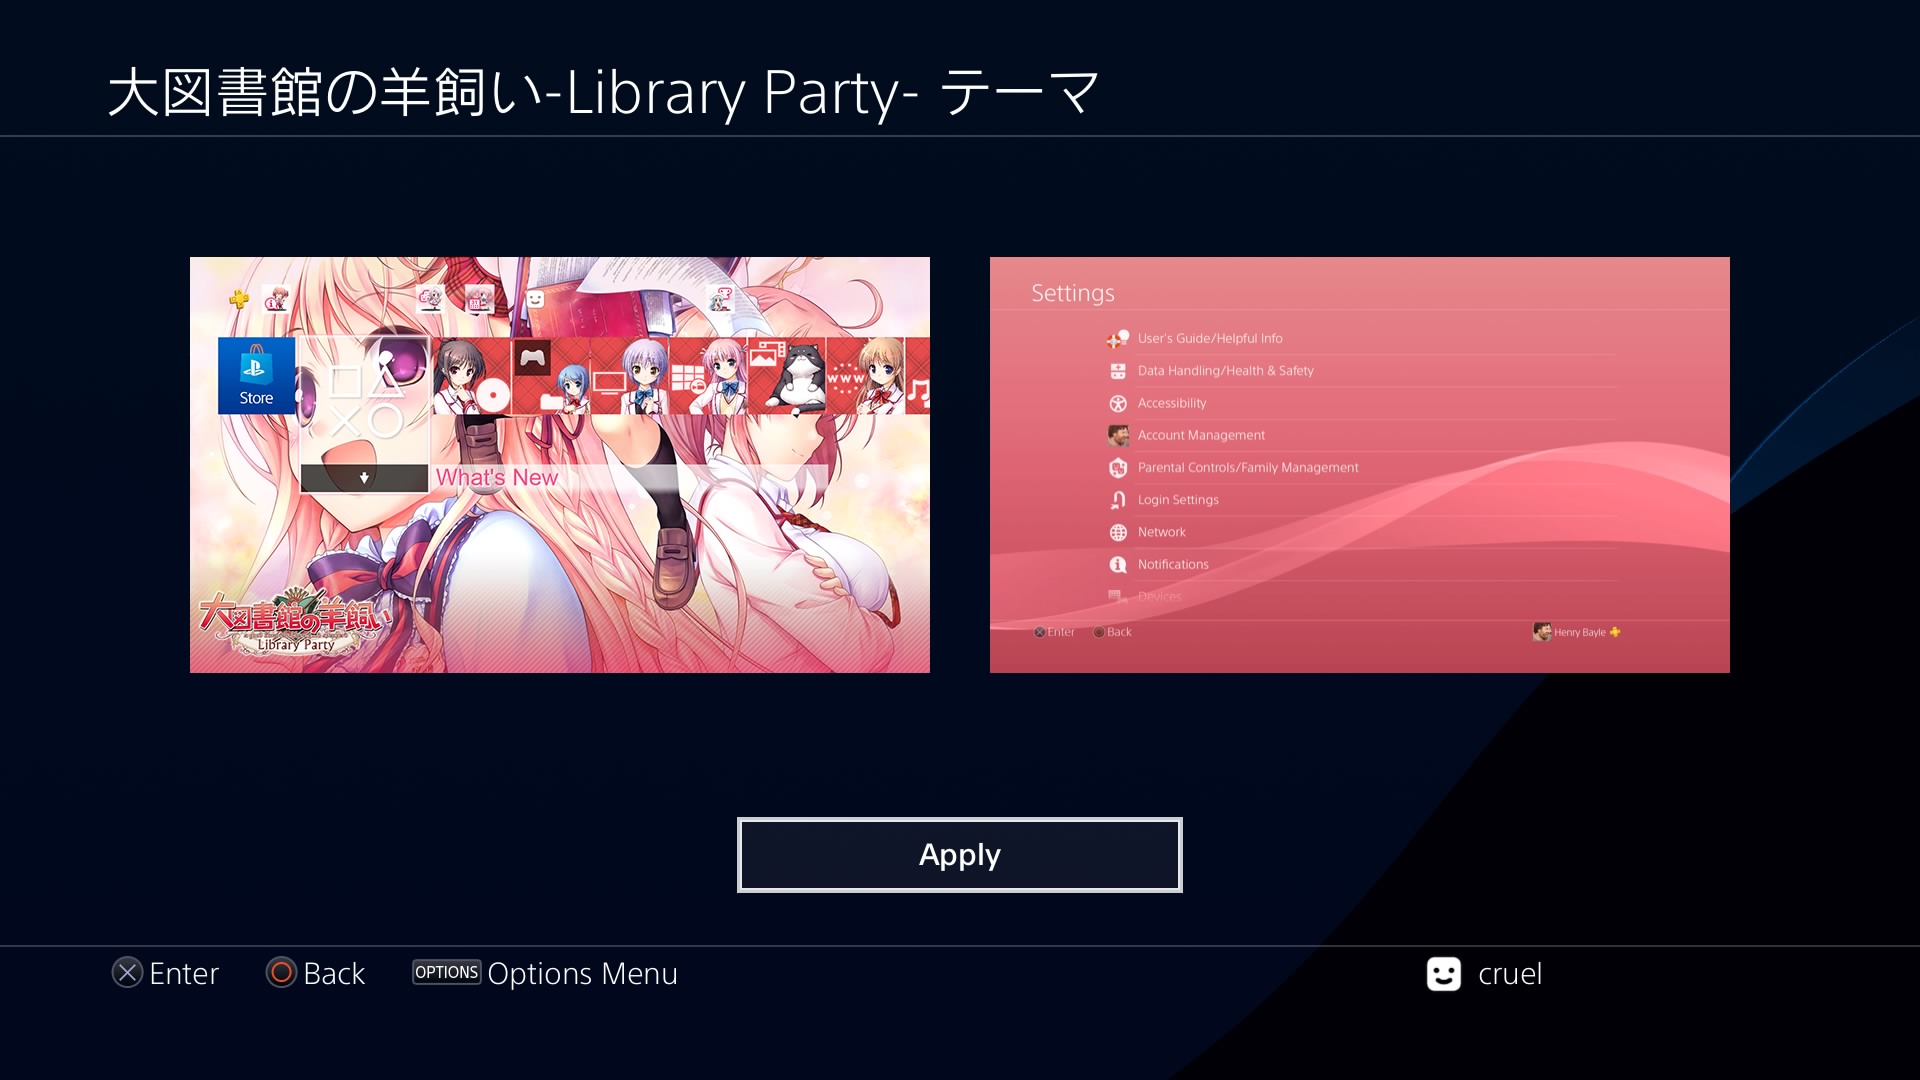 大図書館の羊飼い-Library Party- テーマ
Store
What's New
大図書館の羊飼い
Library Party
www
Settings
User's Guide/Helpful Info
Data Handling/Health & Safety
Accessibility
Account Management
Parental Controls/Family Management
Login Settings
Network
Notifications
Devices
Enter
Back
Henry Bayle
Apply
Enter
Back
OPTIONS Options Menu
cruel